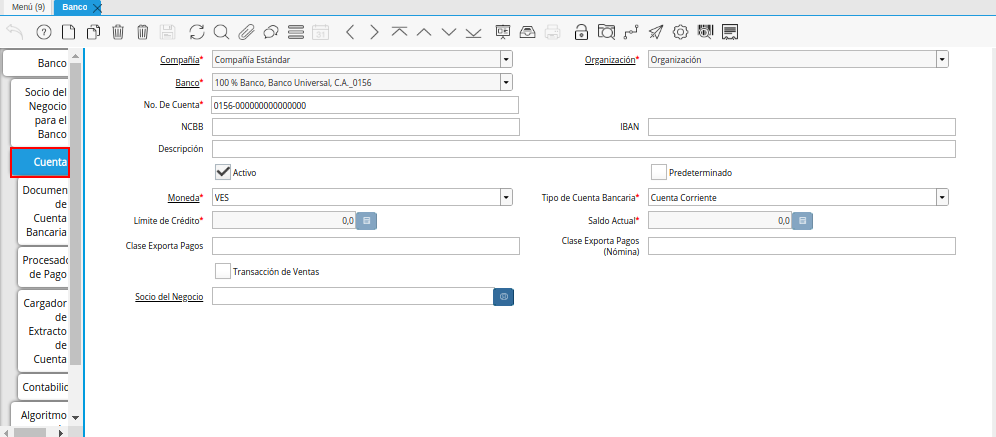 Menú (9)
Banco
Banco
Socio del
Negocio
para el
Banco
Cuenta
Documen
de
Cuenta
Bancaria
Procesado
de Pago
Cargador
de
Extracto
de
Cuenta
Contabilid
Algoritmo
Compañía* Compañía Estándar Organización* Organización
Banco* 100 % Banco, Banco Universal, C.A._0156
No. De Cuenta* 0156-000000000000000
NCBB IBAN
Descripción
Activo Predeterminado
Moneda* VES Tipo de Cuenta Bancaria* Cuenta Corriente
Límite de Crédito* 0,0 Saldo Actual* 0,0
Clase Exporta Pagos Clase Exporta Pagos
(Nómina)
Transacción de Ventas
Socio del Negocio